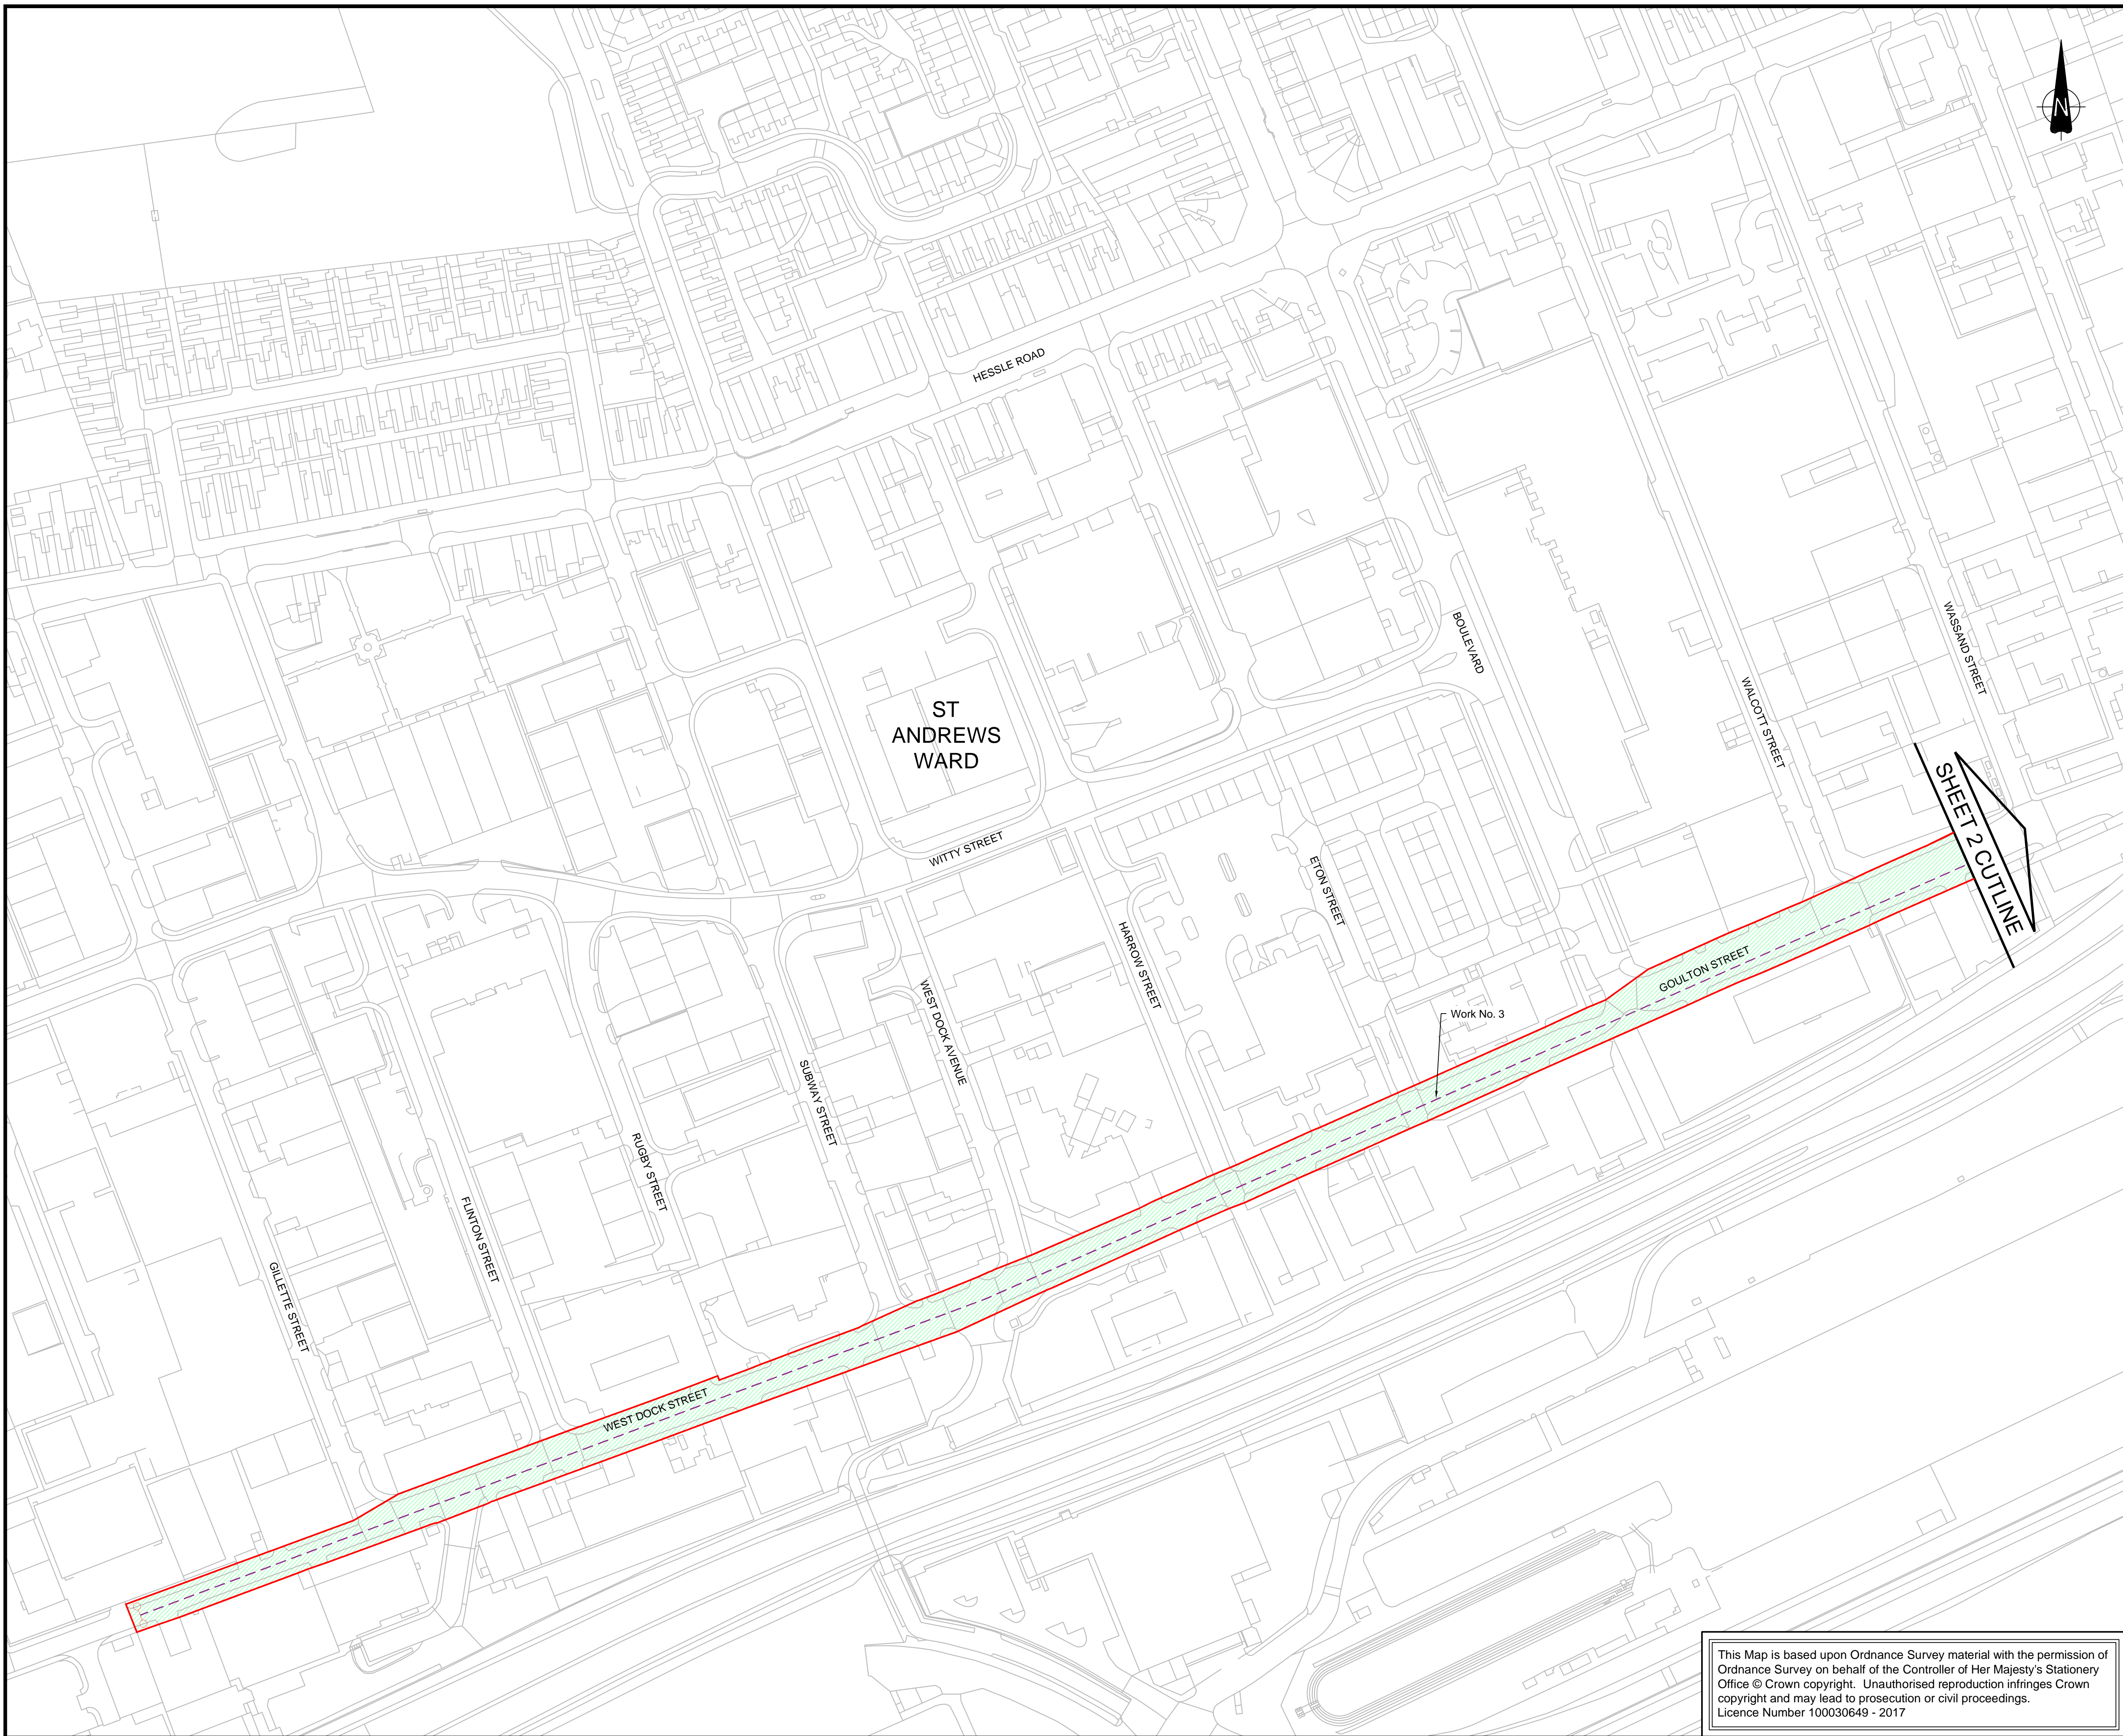 N
HESSLE ROAD
BOULEVARD
WASSAND STREET
WALCOTT STREET
ST
ANDREWS
WARD
SHEET 2 CUTLINE
WITTY STREET
ETON STREET
HARROW STREET
GOULTON STREET
WEST DOCK AVENUE
Work No. 3
SUBWAY STREET
RUGBY STREET
FLINTON STREET
GILLETTE STREET
WEST DOCK STREET
This Map is based upon Ordnance Survey material with the permission of
Ordnance Survey on behalf of the Controller of Her Majesty's Stationery
Office © Crown copyright. Unauthorised reproduction infringes Crown
copyright and may lead to prosecution or civil proceedings.
Licence Number 100030649 - 2017